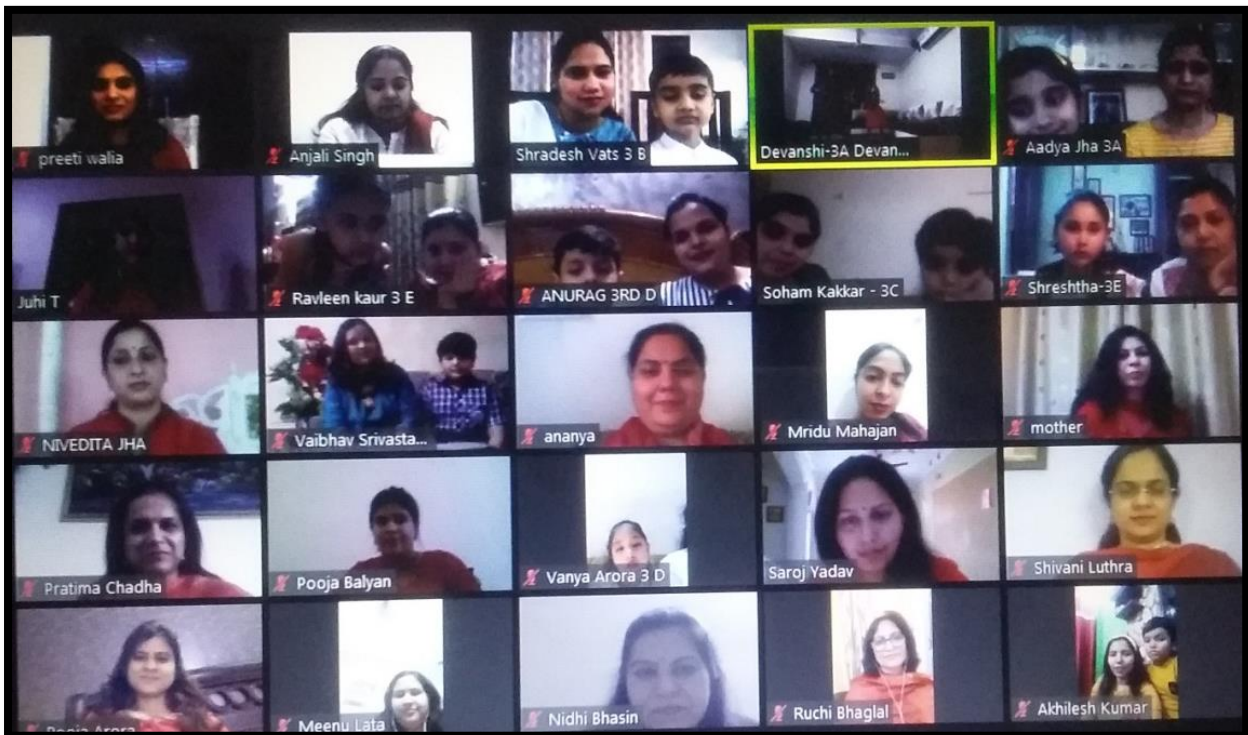 preeti walia
Anjali Singh
Shradesh Vats 3 B
Devanshi-3A Devan...
Aadya Jha 3A
Juhi T
Ravleen kaur 3 E
ANURAG 3RD D
Soham Kakkar - 3C
Shreshtha-3E
NIVEDITA JHA
Vaibhav Srivasta...
ananya
Mridu Mahajan
mother
Pratima Chadha
Pooja Balyan
Vanya Arora 3 D
Saroj Yadav
Shivani Luthra
Pooja Arora
Meenu Lata
Nidhi Bhasin
Ruchi Bhaglal
Akhilesh Kumar